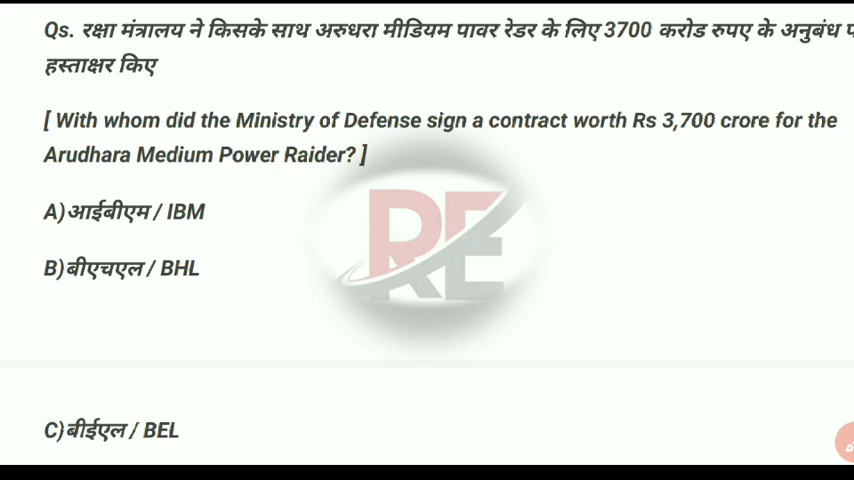 Qs. रक्षा मंत्रालय ने किसके साथ अरुधरा मीडियम पावर रेडर के लिए 3700 करोड रुपए के अनुबंध
हस्ताक्षर किए
[ With whom did the Ministry of Defense sign a contract worth Rs 3,700 crore for the
Arudhara Medium Power Raider? ]
A)आईबीएम / IBM
B)बीएचएल / BHL
RE
C)बीईएल / BEL